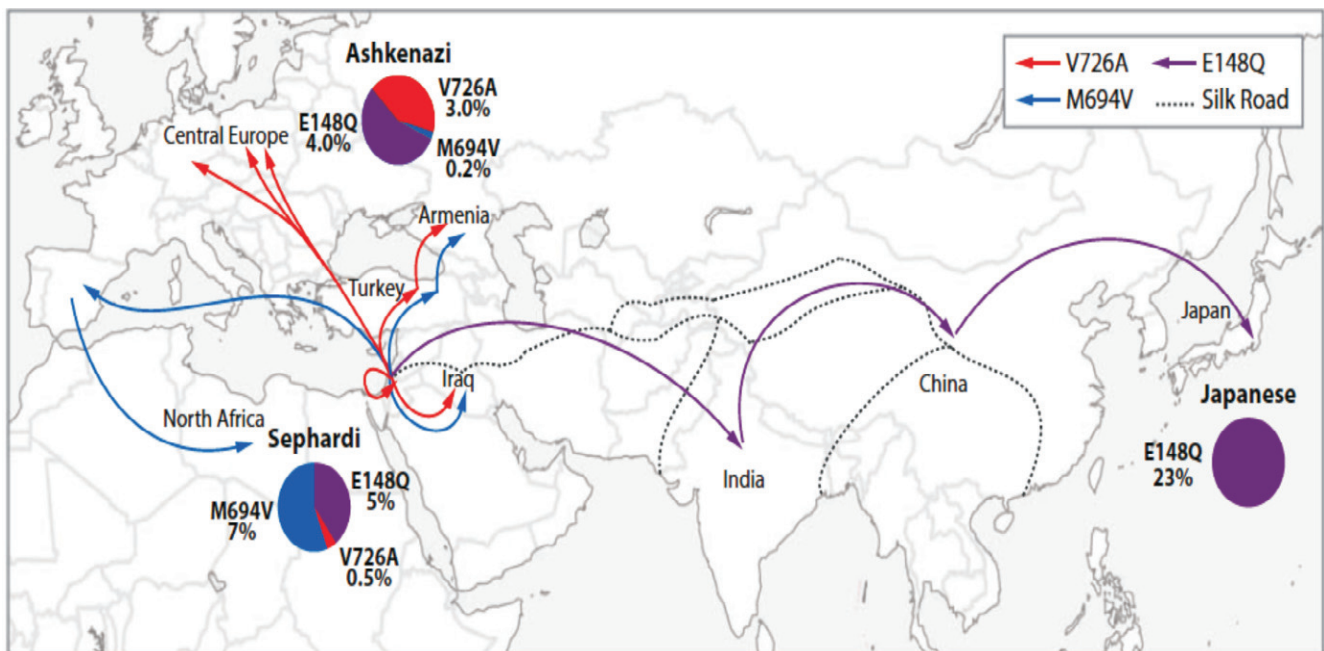 Ashkenazi
V726A
3.0%
E148Q
4.0%
M694V
0.2%
Central Europe
V726A
E148Q
M694V
Silk Road
Armenia
Turkey
Iraq
North Africa
Sephardi
E148Q
5%
M694V
7%
V726A
0.5%
India
China
Japan
Japanese
E148Q
23%